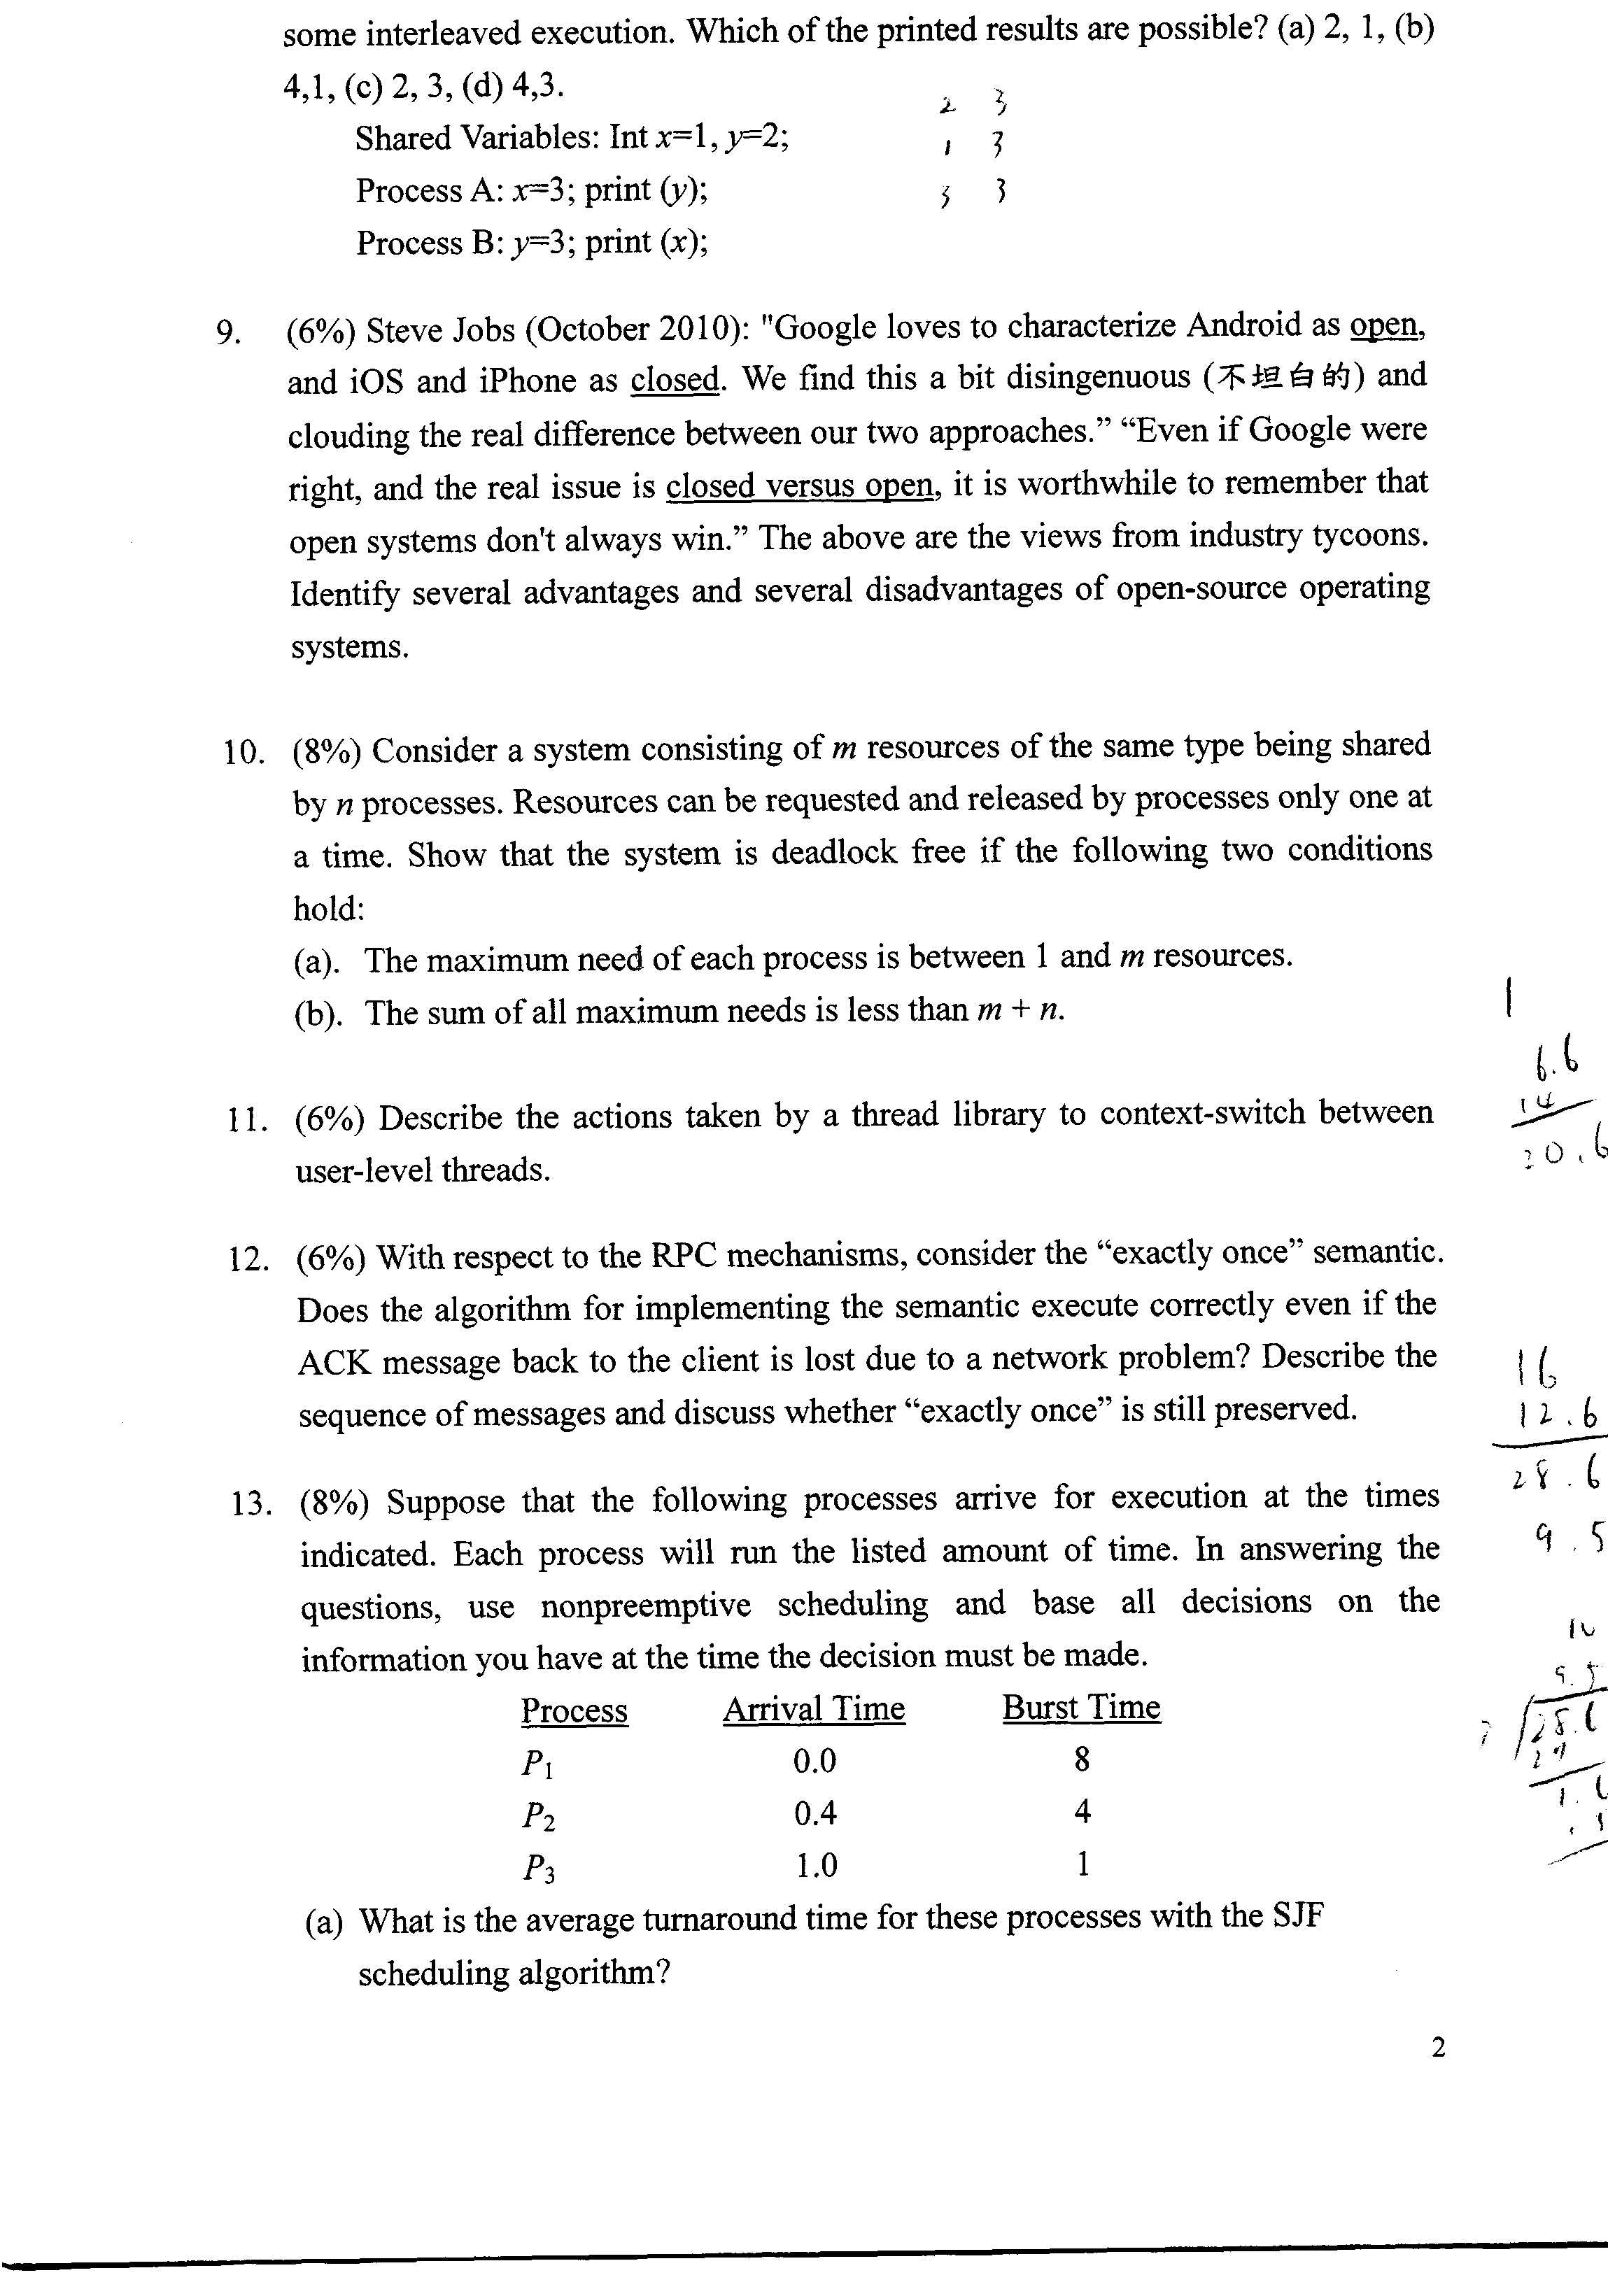 some interleaved execution. Which of the printed results are possible? (a) 2, 1, (b)
4,1, (c) 2, 3, (d) 4,3.
2 3
Shared Variables: Int x=1, y=2;
1 3
Process A: x=3; print (y);
3 3
Process B: y=3; print (x);
9. (6%) Steve Jobs (October 2010): "Google loves to characterize Android as open,
and iOS and iPhone as closed. We find this a bit disingenuous (不坦白的) and
clouding the real difference between our two approaches.” “Even if Google were
right, and the real issue is closed versus open, it is worthwhile to remember that
open systems don't always win.” The above are the views from industry tycoons.
Identify several advantages and several disadvantages of open-source operating
systems.
10. (8%) Consider a system consisting of m resources of the same type being shared
by n processes. Resources can be requested and released by processes only one at
a time. Show that the system is deadlock free if the following two conditions
hold:
(a). The maximum need of each process is between 1 and m resources.
(b). The sum of all maximum needs is less than m + n.
1
6.6
14
20.6
11. (6%) Describe the actions taken by a thread library to context-switch between
user-level threads.
12. (6%) With respect to the RPC mechanisms, consider the “exactly once” semantic.
Does the algorithm for implementing the semantic execute correctly even if the
ACK message back to the client is lost due to a network problem? Describe the
sequence of messages and discuss whether “exactly once” is still preserved.
16
12.6
28.6
9.5
13. (8%) Suppose that the following processes arrive for execution at the times
indicated. Each process will run the listed amount of time. In answering the
questions, use nonpreemptive scheduling and base all decisions on the
information you have at the time the decision must be made.
Process Arrival Time Burst Time
P1 0.0 8
P2 0.4 4
P3 1.0 1
9.5
28.6
(a) What is the average turnaround time for these processes with the SJF
scheduling algorithm?
2